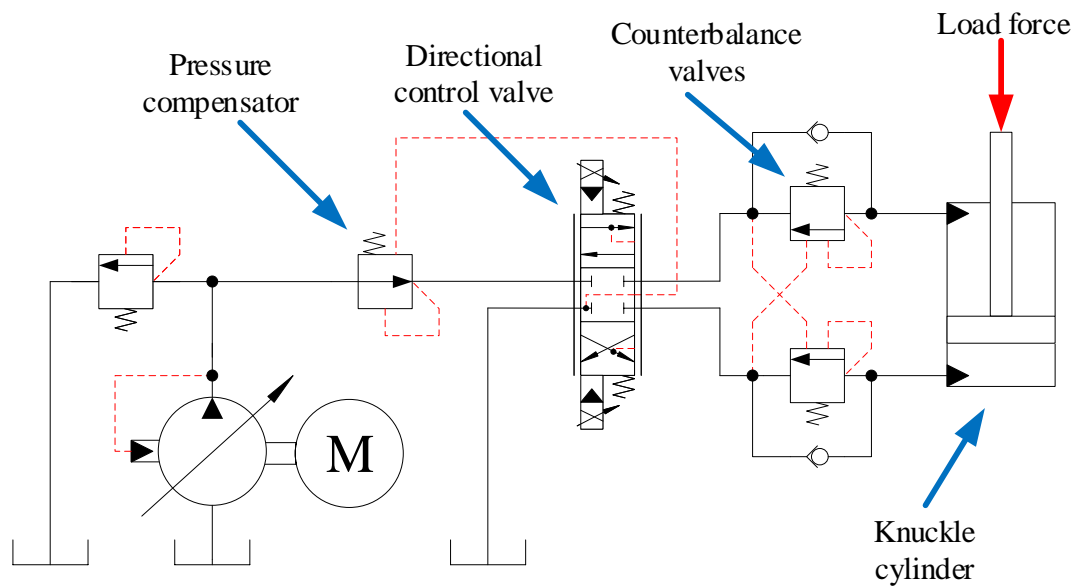 Load force
Counterbalance
valves
Directional
control valve
Pressure
compensator
M
Knuckle
cylinder